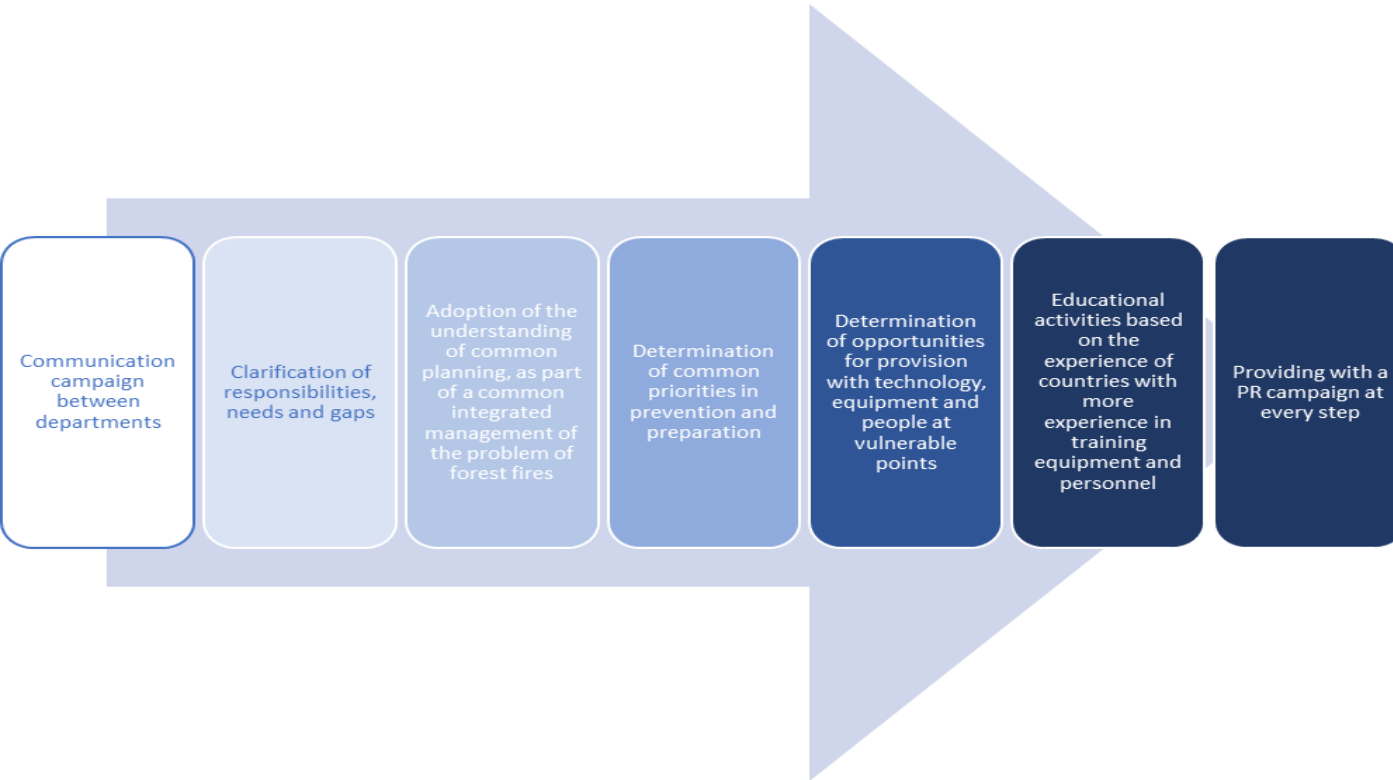 Communication
campaign
between
departments
Clarification of
responsibilities,
needs and gaps
Adoption of the
understanding
of common
planning, as part
of a common
integrated
management of
the problem of
forest fires
Determination
of common
priorities in
prevention and
preparation
Determination
of opportunities
for provision
with technology,
equipment and
people at
vulnerable
points
Educational
activities based
on the
experience of
countries with
more
experience in
training
equipment and
personnel
Providing with a
PR campaign at
every step